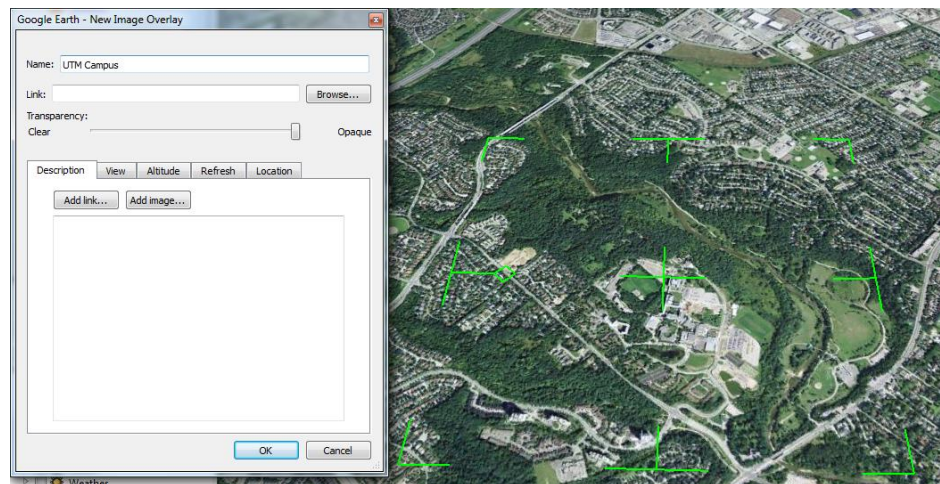 Google Earth - New Image Overlay
Name: UTM Campus
Link: Browse...
Transparency:
Clear Opaque
Description View Altitude Refresh Location
Add link... Add image...
OK Cancel
Weather